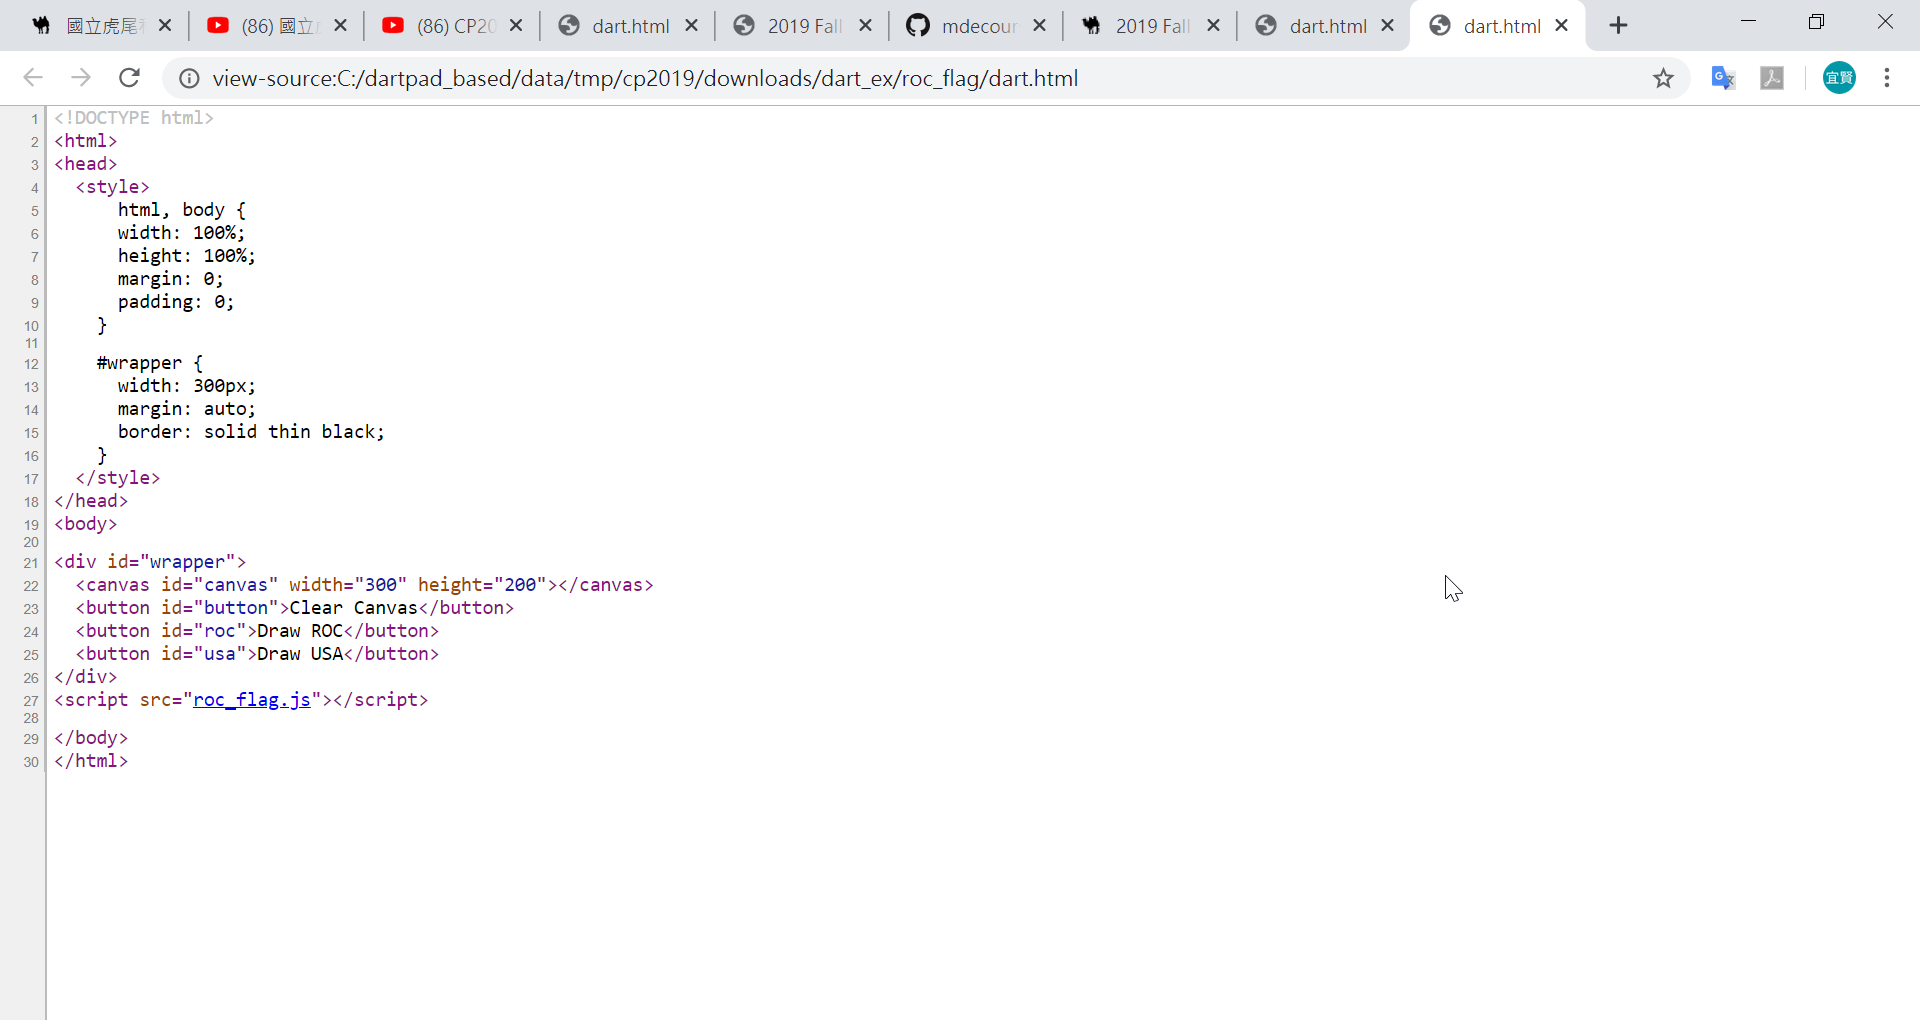 國立虎尾
(86) 國立
(86) CP20
dart.html
2019 Fall
mdecour
2019 Fall
dart.html
dart.html
view-source:C:/dartpad_based/data/tmp/cp2019/downloads/dart_ex/roc_flag/dart.html
宜賢
1 <!DOCTYPE html>
2 <html>
3 <head>
4 <style>
5 html, body {
6 width: 100%;
7 height: 100%;
8 margin: 0;
9 padding: 0;
10 }
11
12 #wrapper {
13 width: 300px;
14 margin: auto;
15 border: solid thin black;
16 }
17 </style>
18 </head>
19 <body>
20
21 <div id="wrapper">
22 <canvas id="canvas" width="300" height="200"></canvas>
23 <button id="button">Clear Canvas</button>
24 <button id="roc">Draw ROC</button>
25 <button id="usa">Draw USA</button>
26 </div>
27 <script src="roc_flag.js"></script>
28
29 </body>
30 </html>